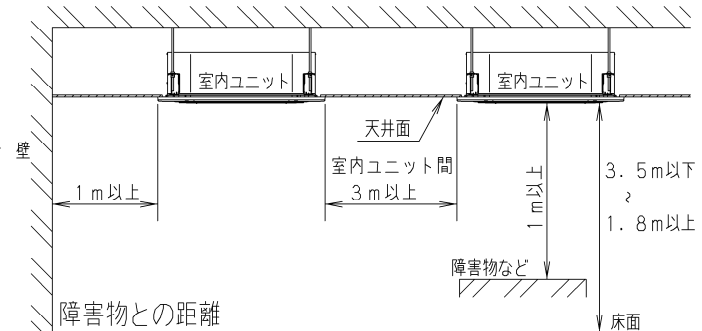 室内ユニット
室内ユニット
天井面
壁
室内ユニット間
1m以上
3m以上
1m以上
3.5m以下
~
1.8m以上
障害物など
障害物との距離
床面